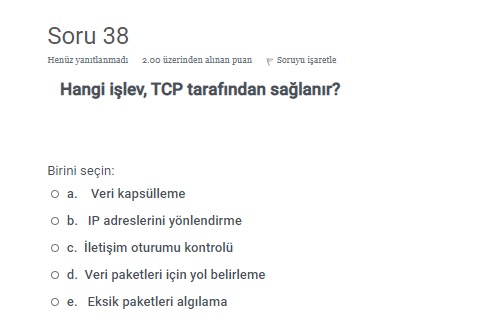 Soru 38
Henüz yanıtlanmadı 2.00 üzerinden alınan puan Soruyu işaretle
Hangi işlev, TCP tarafından sağlanır?
Birini seçin:
a. Veri kapsülleme
b. IP adreslerini yönlendirme
c. İletişim oturumu kontrolü
d. Veri paketleri için yol belirleme
e. Eksik paketleri algılama